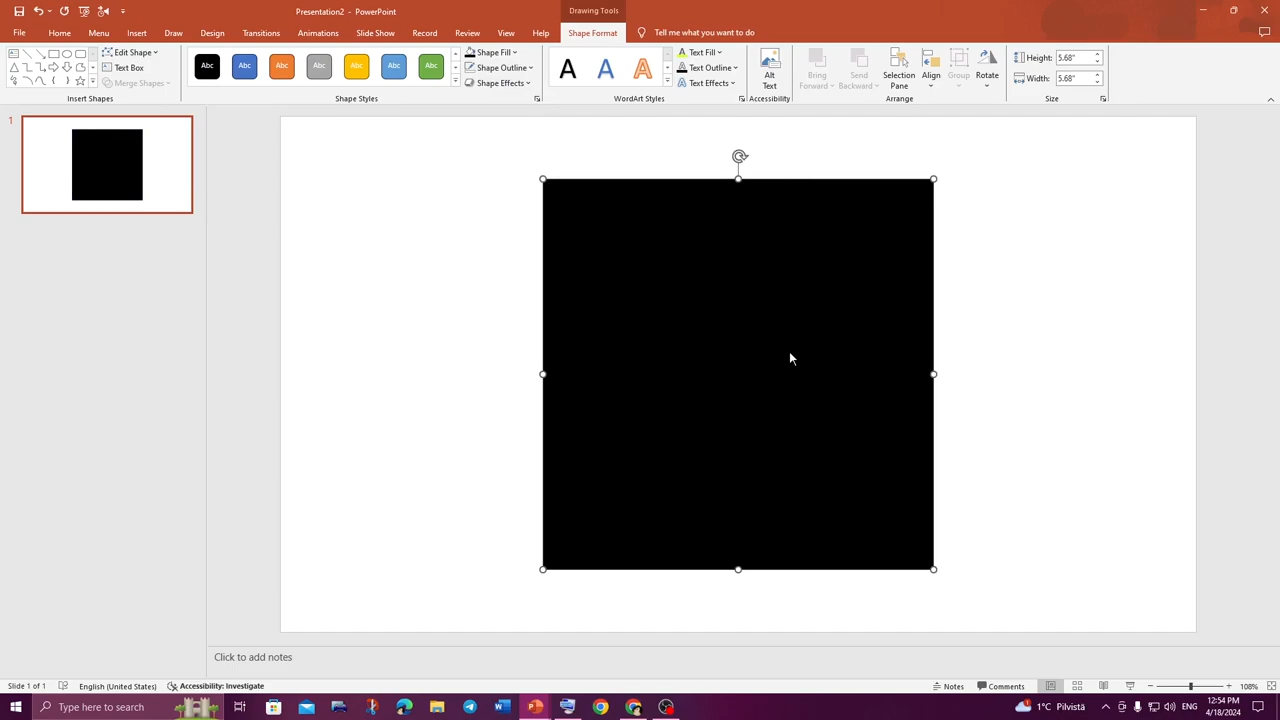 Presentation2 - PowerPoint
Drawing Tools
File Home Menu Insert Draw Design Transitions Animations Slide Show Record Review View Help Shape Format Tell me what you want to do
Edit Shape
Text Box
Merge Shapes
Insert Shapes
Abc Abc Abc Abc Abc Abc Abc
Shape Fill
Shape Outline
Shape Effects
Shape Styles
A A A
Text Fill
Text Outline
Text Effects
WordArt Styles
Alt
Text
Accessibility
Bring
Forward
Send
Backward
Selection
Pane
Align
Group
Rotate
Arrange
Height: 5.68"
Width: 5.68"
Size
1
Click to add notes
Slide 1 of 1 English (United States) Accessibility: Investigate Notes Comments 108%
Type here to search
1°C Pilvistä
ENG
12:54 PM
4/18/2024